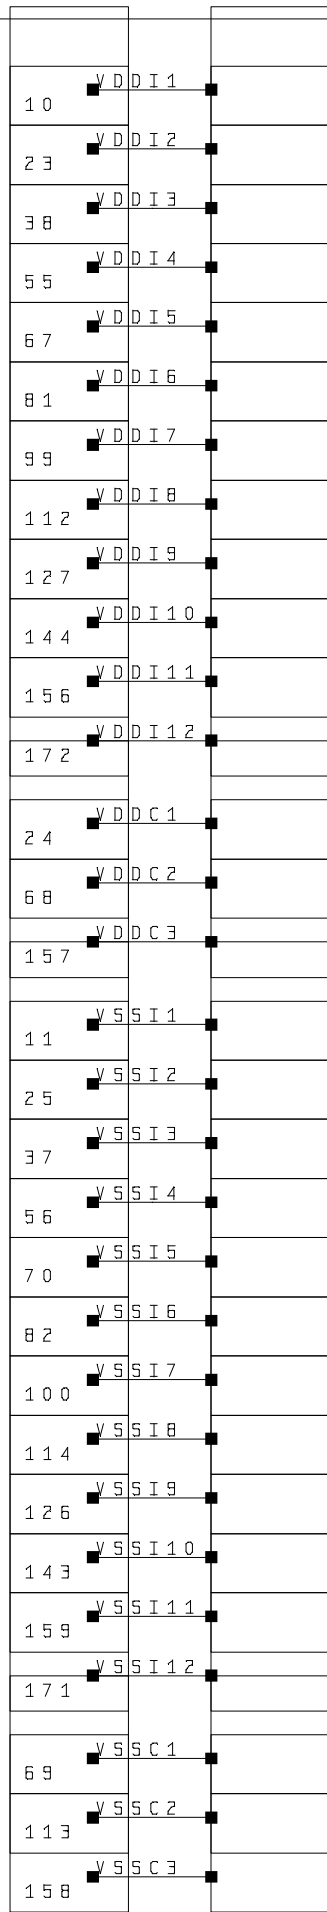 VDDI1
10
VDDI2
23
VDDI3
38
VDDI4
55
VDDI5
67
VDDI6
81
VDDI7
99
VDDI8
112
VDDI9
127
VDDI10
144
VDDI11
156
VDDI12
172
VDDC1
24
VDDC2
68
VDDC3
157
VSSI1
11
VSSI2
25
VSSI3
37
VSSI4
56
VSSI5
70
VSSI6
82
VSSI7
100
VSSI8
114
VSSI9
126
VSSI10
143
VSSI11
159
VSSI12
171
VSSC1
69
VSSC2
113
VSSC3
158